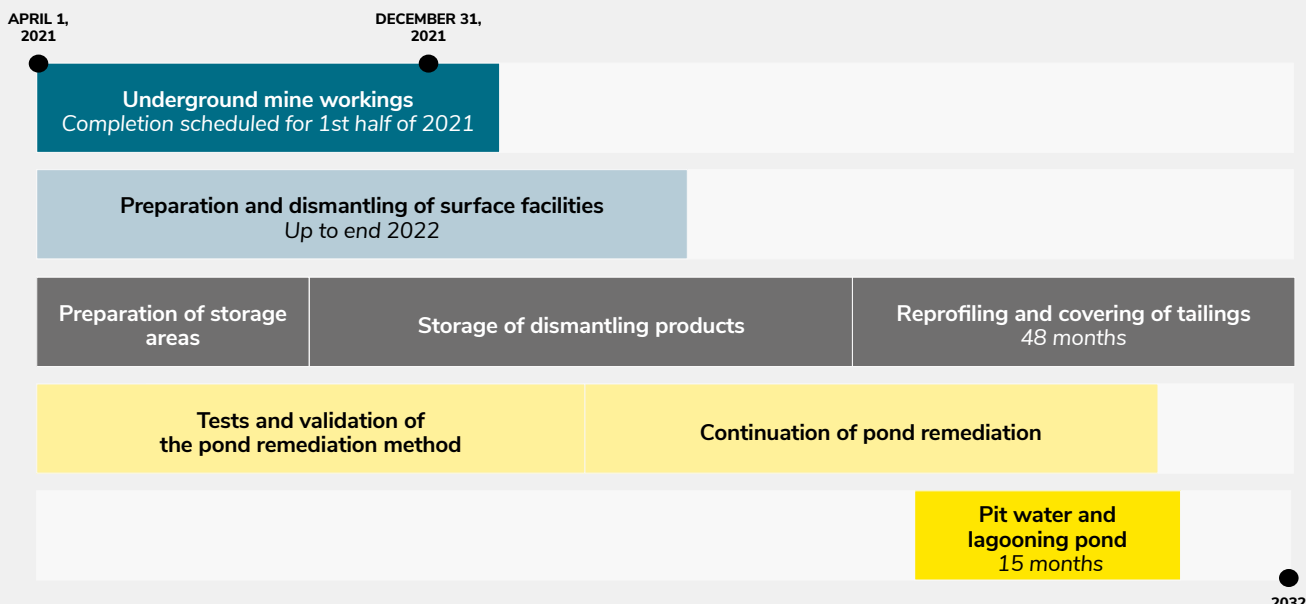 APRIL 1,
2021
DECEMBER 31,
2021
Underground mine workings
Completion scheduled for 1st half of 2021
Preparation and dismantling of surface facilities
Up to end 2022
Preparation of storage
areas
Storage of dismantling products
Reprofiling and covering of tailings
48 months
Tests and validation of
the pond remediation method
Continuation of pond remediation
Pit water and
lagooning pond
15 months
2032